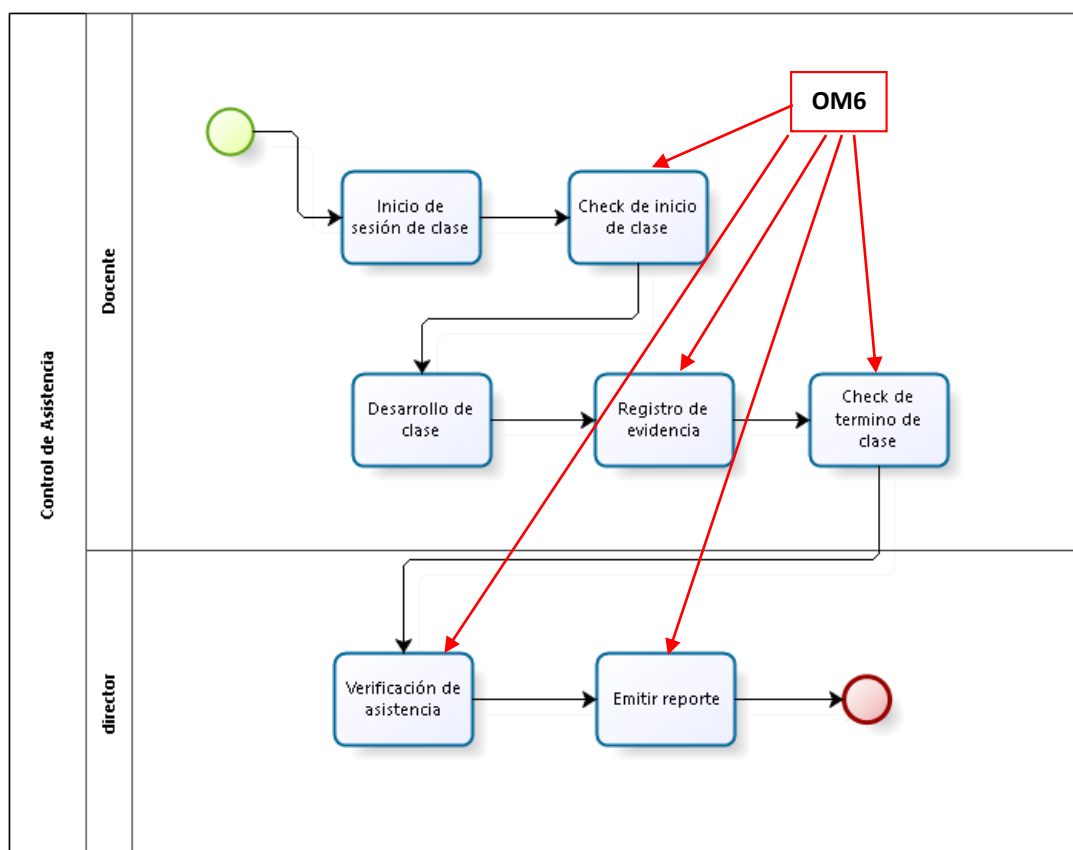 Control de Asistencia
Docente
OM6
Inicio de
sesión de clase
Check de inicio
de clase
Desarrollo de
clase
Registro de
evidencia
Check de
termino de
clase
director
Verificación de
asistencia
Emitir reporte